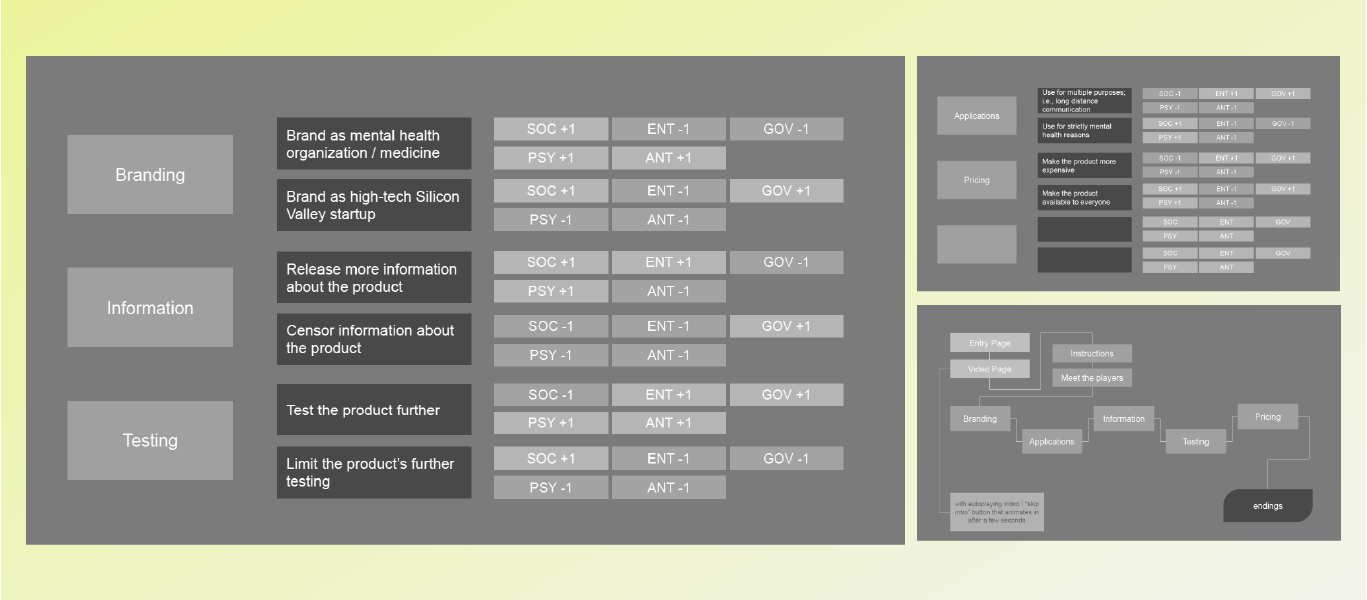 Branding
Brand as mental health
organization / medicine
SOC +1 ENT -1 GOV -1
PSY +1 ANT +1
Brand as high-tech Silicon
Valley startup
SOC +1 ENT -1 GOV +1
PSY -1 ANT -1
Information
Release more information
about the product
SOC +1 ENT +1 GOV -1
PSY +1 ANT -1
Censor information about
the product
SOC -1 ENT -1 GOV +1
PSY -1 ANT -1
Testing
Test the product further
SOC -1 ENT +1 GOV +1
PSY +1 ANT +1
Limit the product's further
testing
SOC +1 ENT -1 GOV -1
PSY -1 ANT -1
Applications
Use for multiple purposes;
i.e., long distance
communication
SOC -1 ENT +1 GOV +1
PSY -1 ANT -1
Use for strictly mental
health reasons
SOC +1 ENT -1 GOV -1
PSY +1 ANT -1
Pricing
Make the product more
expensive
SOC -1 ENT +1 GOV +1
PSY -1 ANT -1
Make the product
available to everyone
SOC +1 ENT -1 GOV +1
PSY +1 ANT -1
SOC ENT GOV
PSY ANT
SOC ENT GOV
PSY ANT
Entry Page
Video Page
Instructions
Meet the players
Branding
Applications
Information
Testing
Pricing
with autoplaying video / "skip
intro" button that animates in
after a few seconds
endings